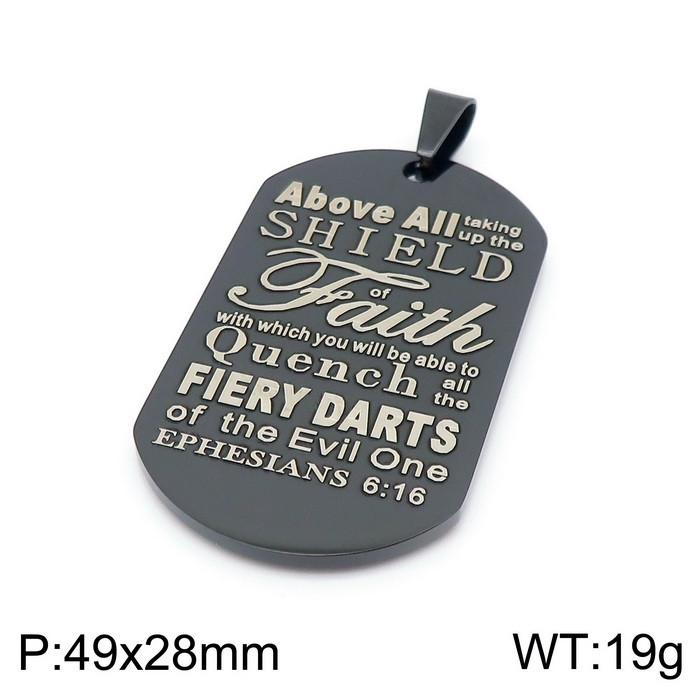 Above All taking
up the
SHIELD
of
Faith
with which you will be able to
Quench all
the
FIERY DARTS
of the Evil One
EPHESIANS 6:16
P:49x28mm WT:19g